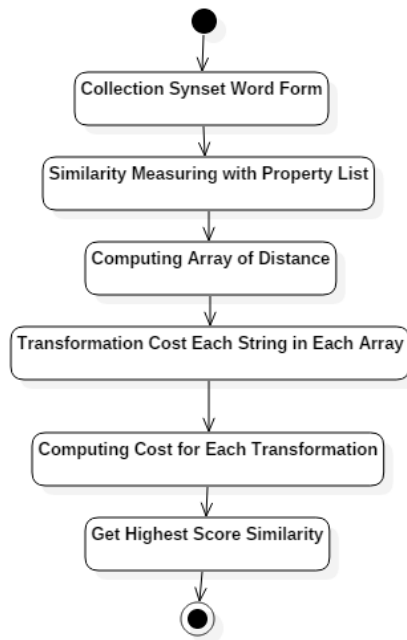 Collection Synset Word Form
Similarity Measuring with Property List
Computing Array of Distance
Transformation Cost Each String in Each Array
Computing Cost for Each Transformation
Get Highest Score Similarity